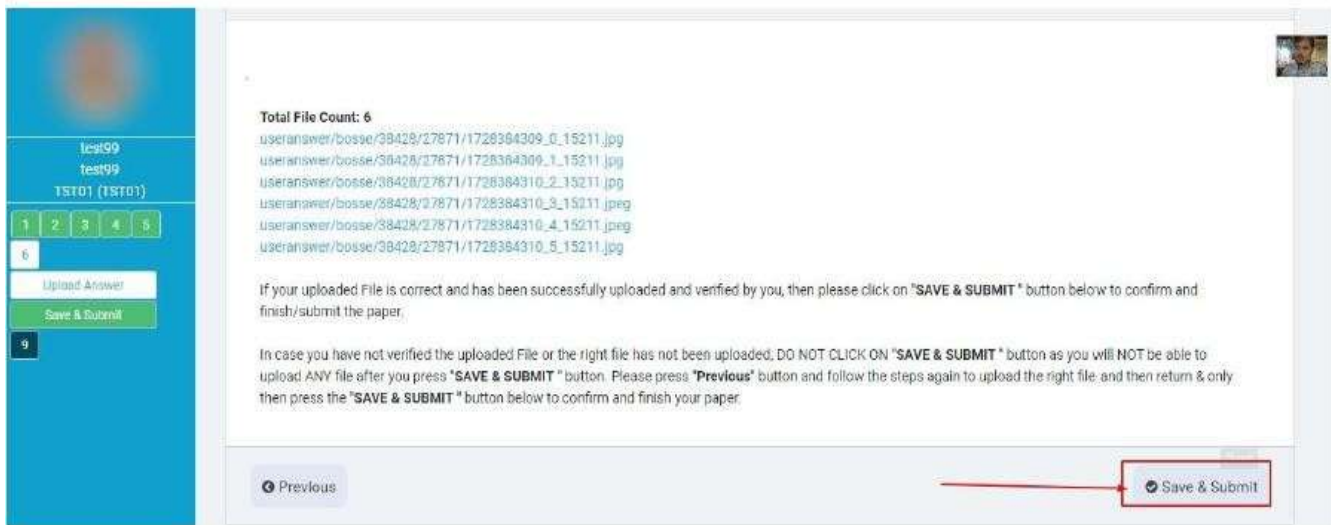 test99
test99
TST01 (TST01)
1 2 3 4 5
6
Upload Answer
Save & Submit
9
Total File Count: 6
useranswer/bosse/38428/27871/1728384309_0_15211.jpg
useranswer/bosse/38428/27871/1728384309_1_15211.jpg
useranswer/bosse/38428/27871/1728384310_2_15211.jpg
useranswer/bosse/38428/27871/1728384310_3_15211.jpeg
useranswer/bosse/38428/27871/1728384310_4_15211.jpg
useranswer/bosse/38428/27871/1728384310_5_15211.jpg
If your uploaded File is correct and has been successfully uploaded and verified by you, then please click on "SAVE & SUBMIT " button below to confirm and
finish/submit the paper.
In case you have not verified the uploaded File or the right file has not been uploaded, DO NOT CLICK ON "SAVE & SUBMIT " button as you will NOT be able to
upload ANY file after you press "SAVE & SUBMIT " button. Please press "Previous" button and follow the steps again to upload the right file and then return & only
then press the "SAVE & SUBMIT " button below to confirm and finish your paper.
Previous
Save & Submit